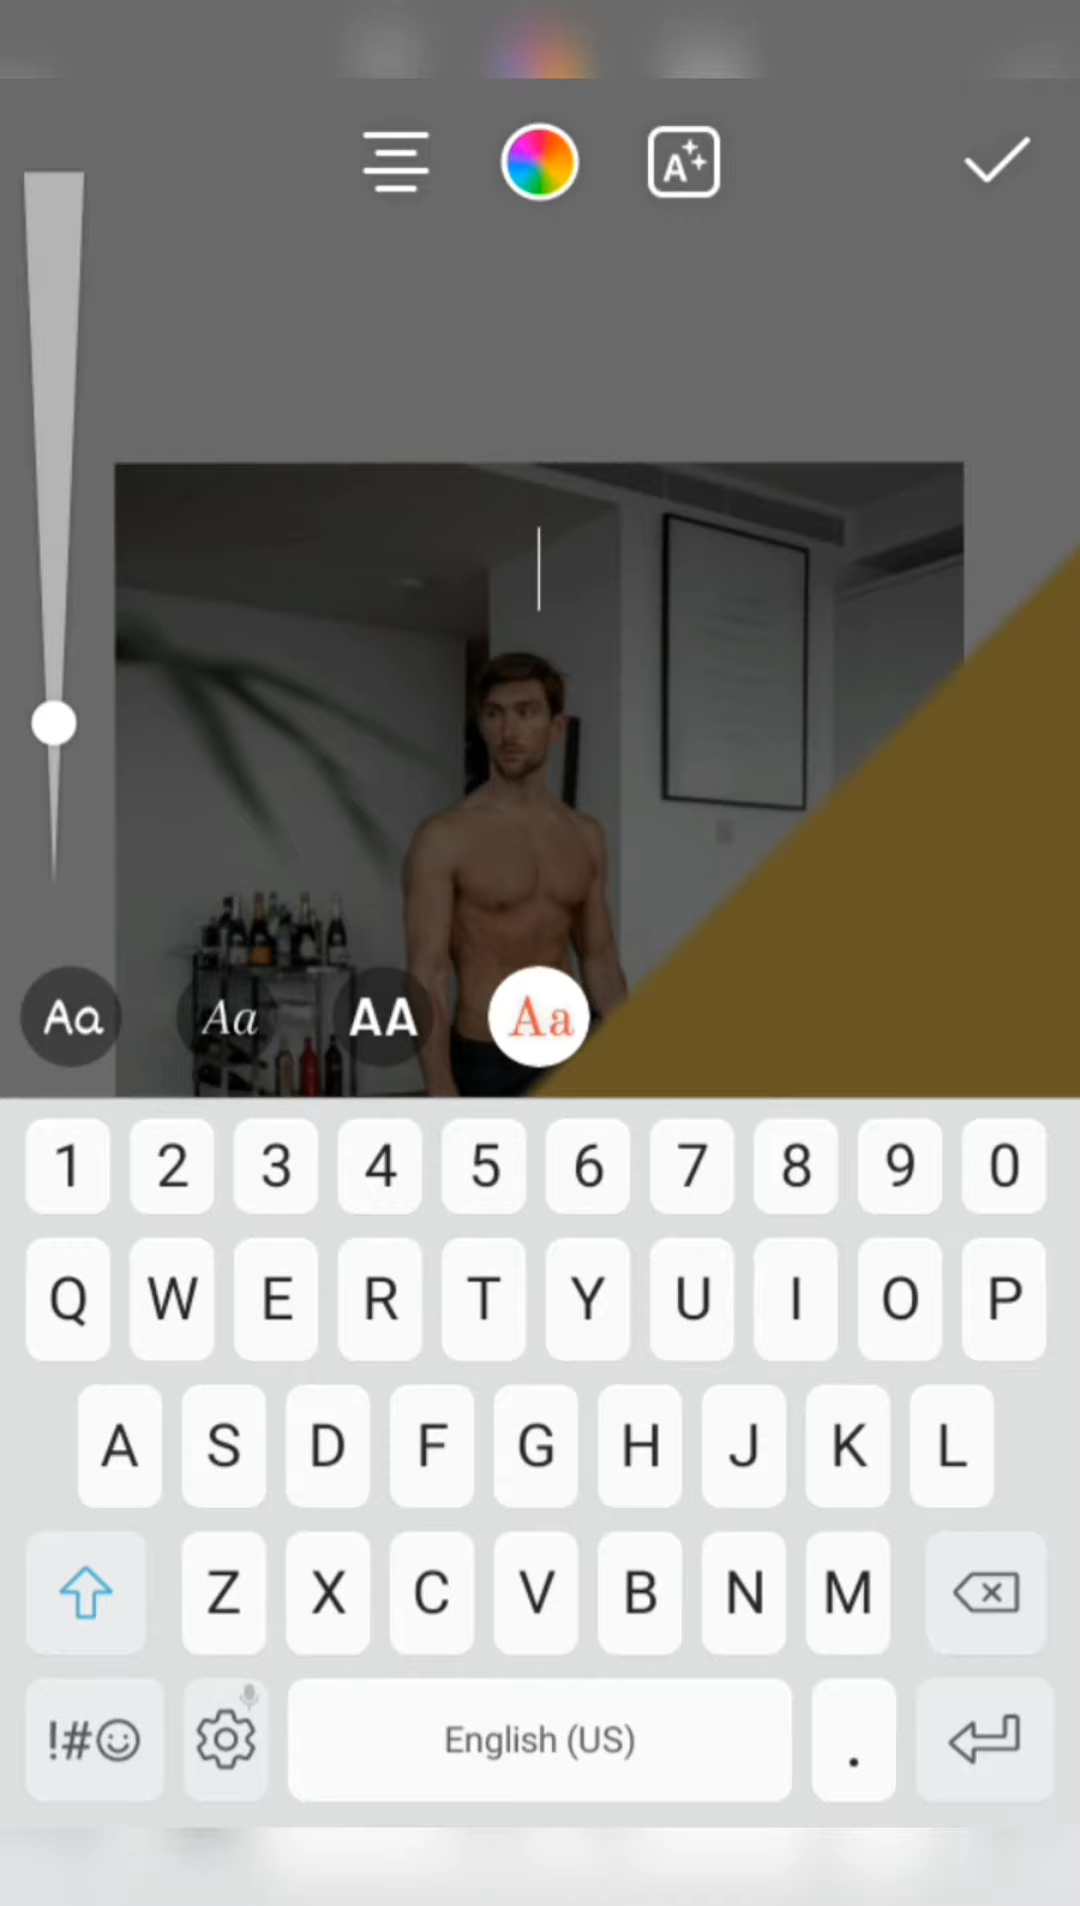 A
Aa Aa AA Aa
1 2 3 4 5 6 7 8 9 0
Q W E R T Y U I O P
A S D F G H J K L
Z X C V B N M
!#☺ English (US) .